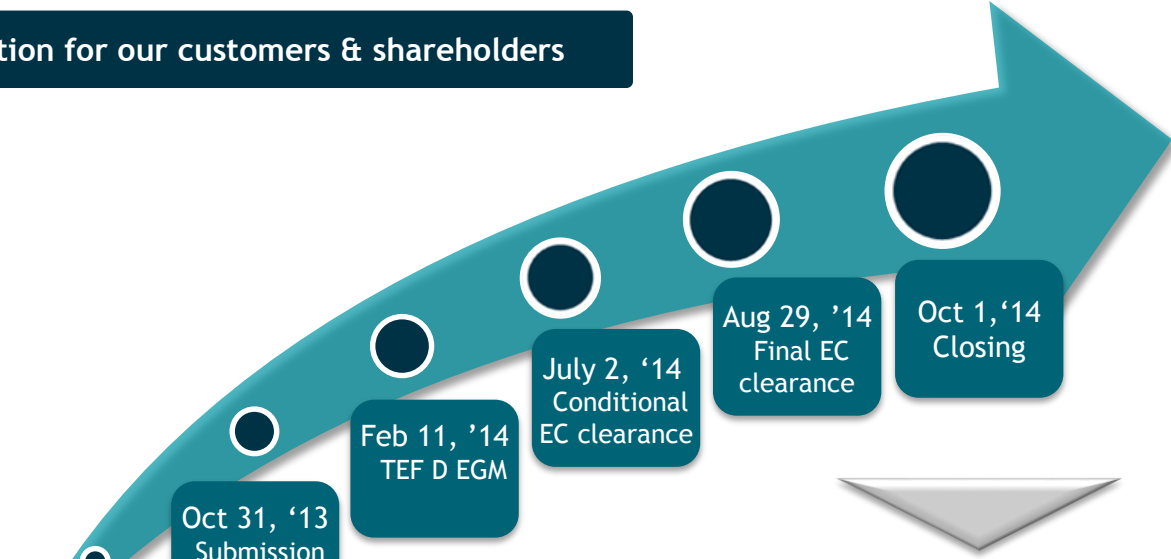 tion for our customers & shareholders
Aug 29, ’14
Final EC
clearance
Oct 1,‘14
Closing
July 2, ‘14
Conditional
EC clearance
Feb 11, ’14
TEF D EGM
Oct 31, ‘13
Submission